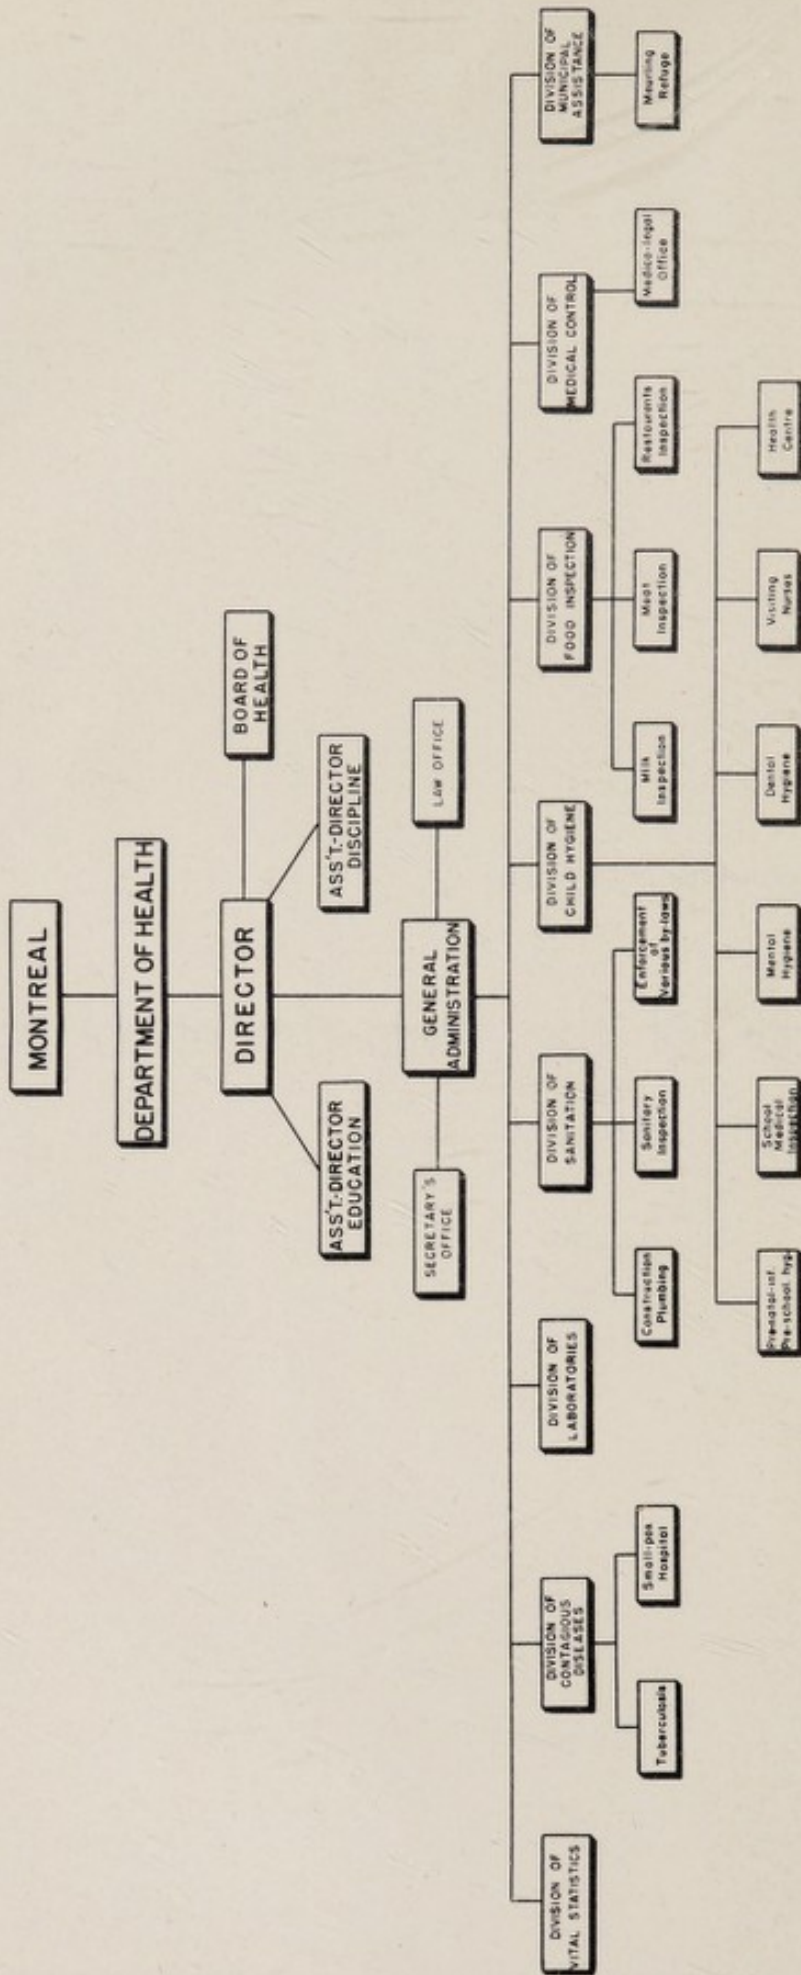 MONTREAL
DEPARTMENT OF HEALTH
DIRECTOR
BOARD OF
HEALTH
ASS'T.-DIRECTOR
EDUCATION
ASS'T.-DIRECTOR
DISCIPLINE
SECRETARY'S
OFFICE
GENERAL
ADMINISTRATION
LAW OFFICE
DIVISION OF
VITAL STATISTICS
DIVISION OF
CONTAGIOUS
DISEASES
DIVISION OF
LABORATORIES
DIVISION OF
SANITATION
DIVISION OF
CHILD HYGIENE
DIVISION OF
FOOD INSPECTION
DIVISION OF
MEDICAL CONTROL
DIVISION OF
MUNICIPAL
ASSISTANCE
Tuberculosis
Small-pox
Hospital
Construction
Plumbing
Sanitary
Inspection
Enforcement
of
Various by-laws
Milk
Inspection
Meat
Inspection
Restaurants
Inspection
Medico-legal
Office
Meurling
Refuge
Pre-natal-inf.
Pre-school. hyg.
School
Medical
Inspection
Mental
Hygiene
Dental
Hygiene
Visiting
Nurses
Health
Centre